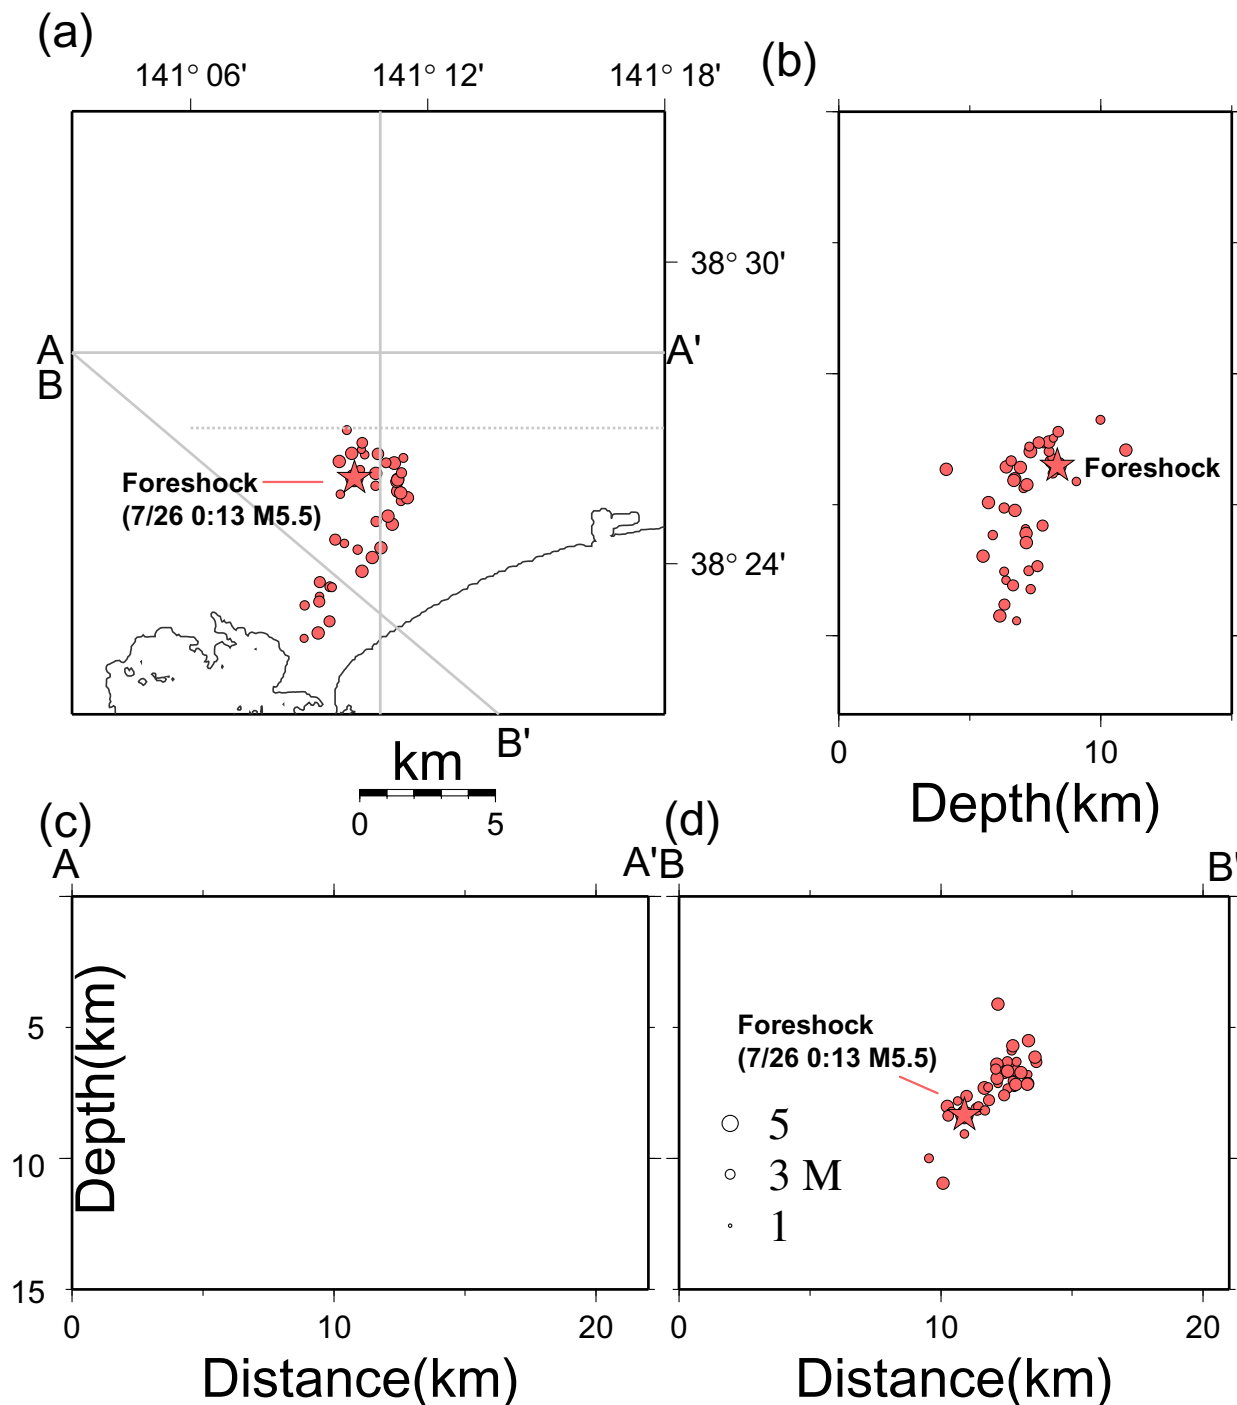 (a)
141° 06'
141° 12'
141° 18'
38° 30'
38° 24'
A
A'
B
B'
Foreshock
(7/26 0:13 M5.5)
km
0
5
(b)
Foreshock
0
10
Depth(km)
(c)
A
A'
Depth(km)
5
10
15
0
10
20
Distance(km)
(d)
B
B'
Foreshock
(7/26 0:13 M5.5)
5
3 M
1
0
10
20
Distance(km)